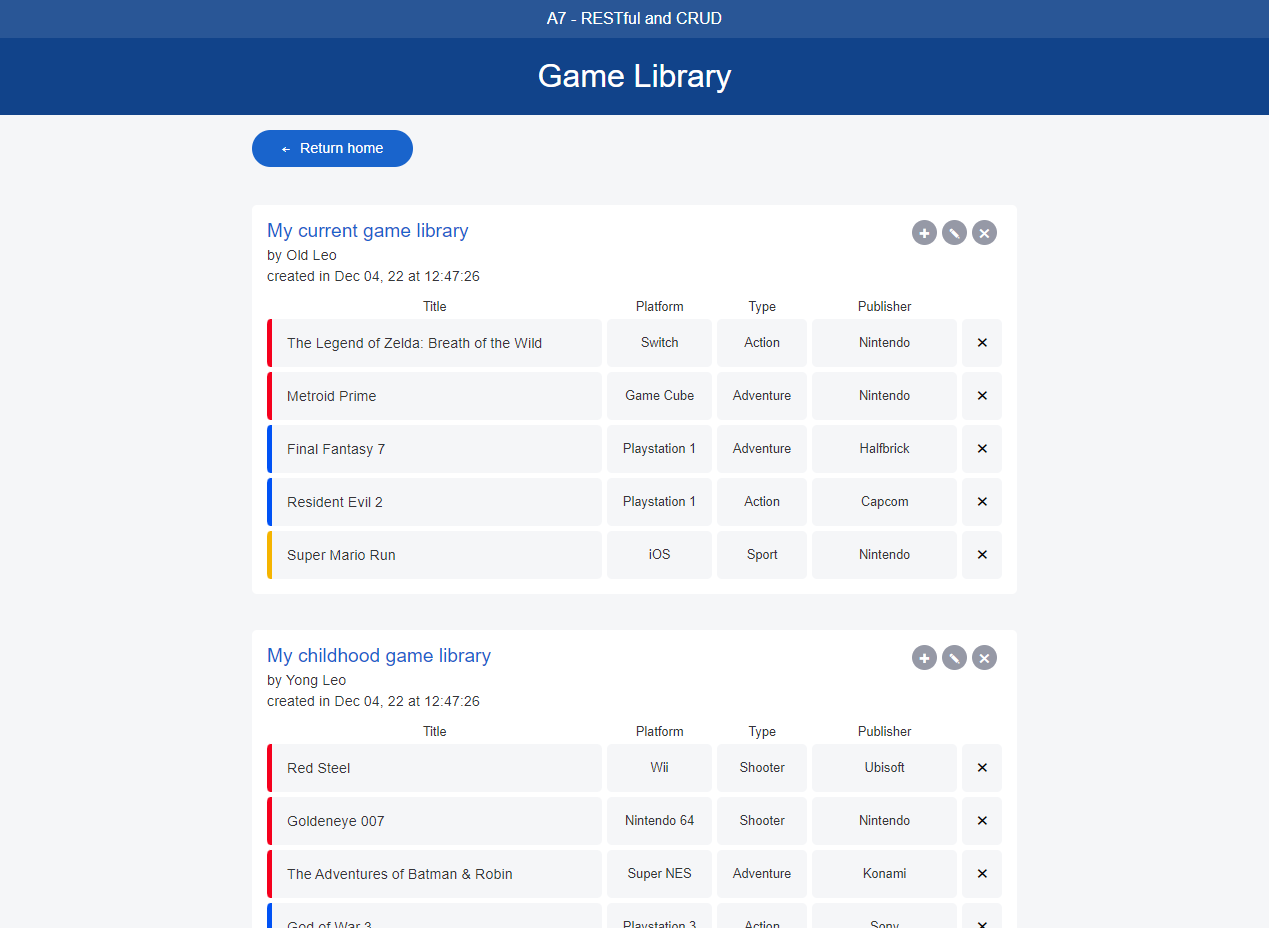 A7 - RESTful and CRUD
Game Library
← Return home
My current game library
by Old Leo
created in Dec 04, 22 at 12:47:26
Title Platform Type Publisher
The Legend of Zelda: Breath of the Wild Switch Action Nintendo ✕
Metroid Prime Game Cube Adventure Nintendo ✕
Final Fantasy 7 Playstation 1 Adventure Halfbrick ✕
Resident Evil 2 Playstation 1 Action Capcom ✕
Super Mario Run iOS Sport Nintendo ✕
My childhood game library
by Yong Leo
created in Dec 04, 22 at 12:47:26
Title Platform Type Publisher
Red Steel Wii Shooter Ubisoft ✕
Goldeneye 007 Nintendo 64 Shooter Nintendo ✕
The Adventures of Batman & Robin Super NES Adventure Konami ✕
God of War 3 Playstation 3 Action Sony ✕